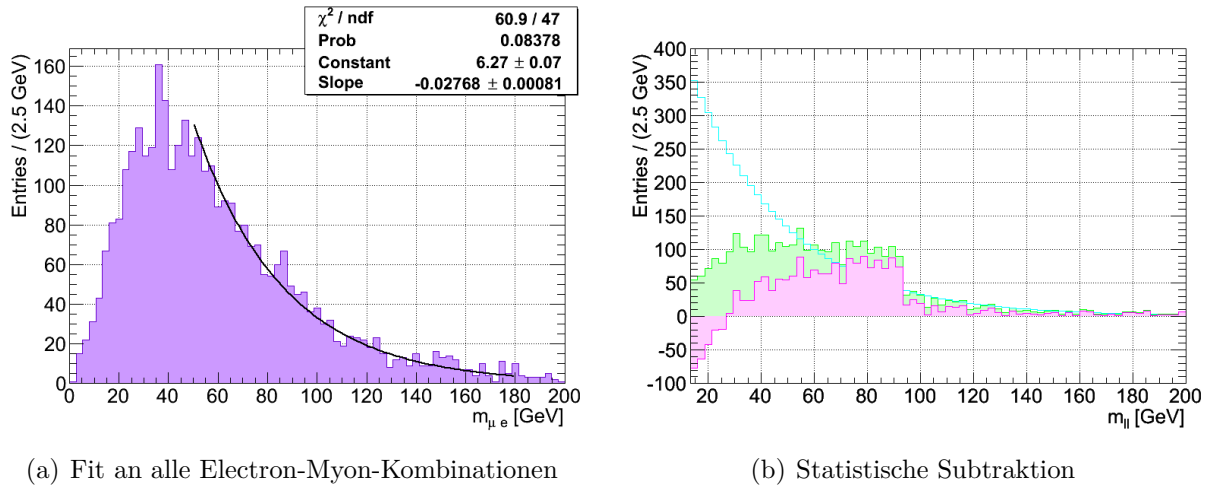 χ² / ndf 60.9 / 47
Prob 0.08378
Constant 6.27 ± 0.07
Slope -0.02768 ± 0.00081
Entries / (2.5 GeV)
160
140
120
100
80
60
40
20
0
0 20 40 60 80 100 120 140 160 180 200
m_μ e [GeV]
(a) Fit an alle Electron-Myon-Kombinationen
Entries / (2.5 GeV)
400
350
300
250
200
150
100
50
0
-50
-100
20 40 60 80 100 120 140 160 180 200
m_ll [GeV]
(b) Statistische Subtraktion